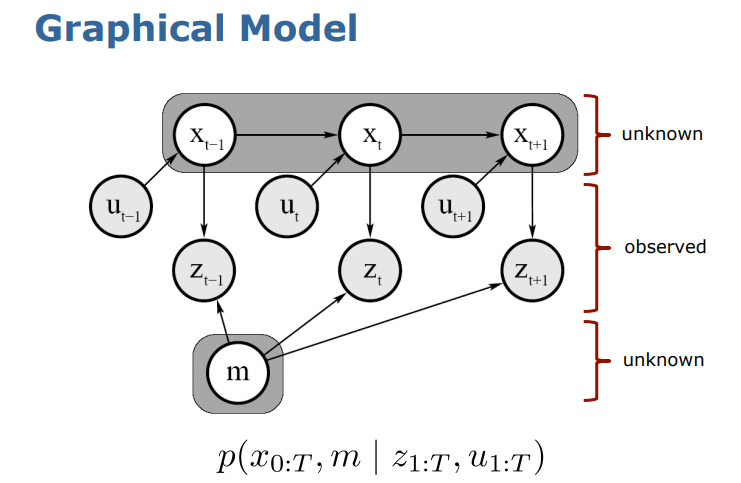 Graphical Model
x_{t−1} x_t x_{t+1} unknown
u_{t−1} u_t u_{t+1}
observed
z_{t−1} z_t z_{t+1}
unknown
m
p(x_{0:T}, m | z_{1:T}, u_{1:T})